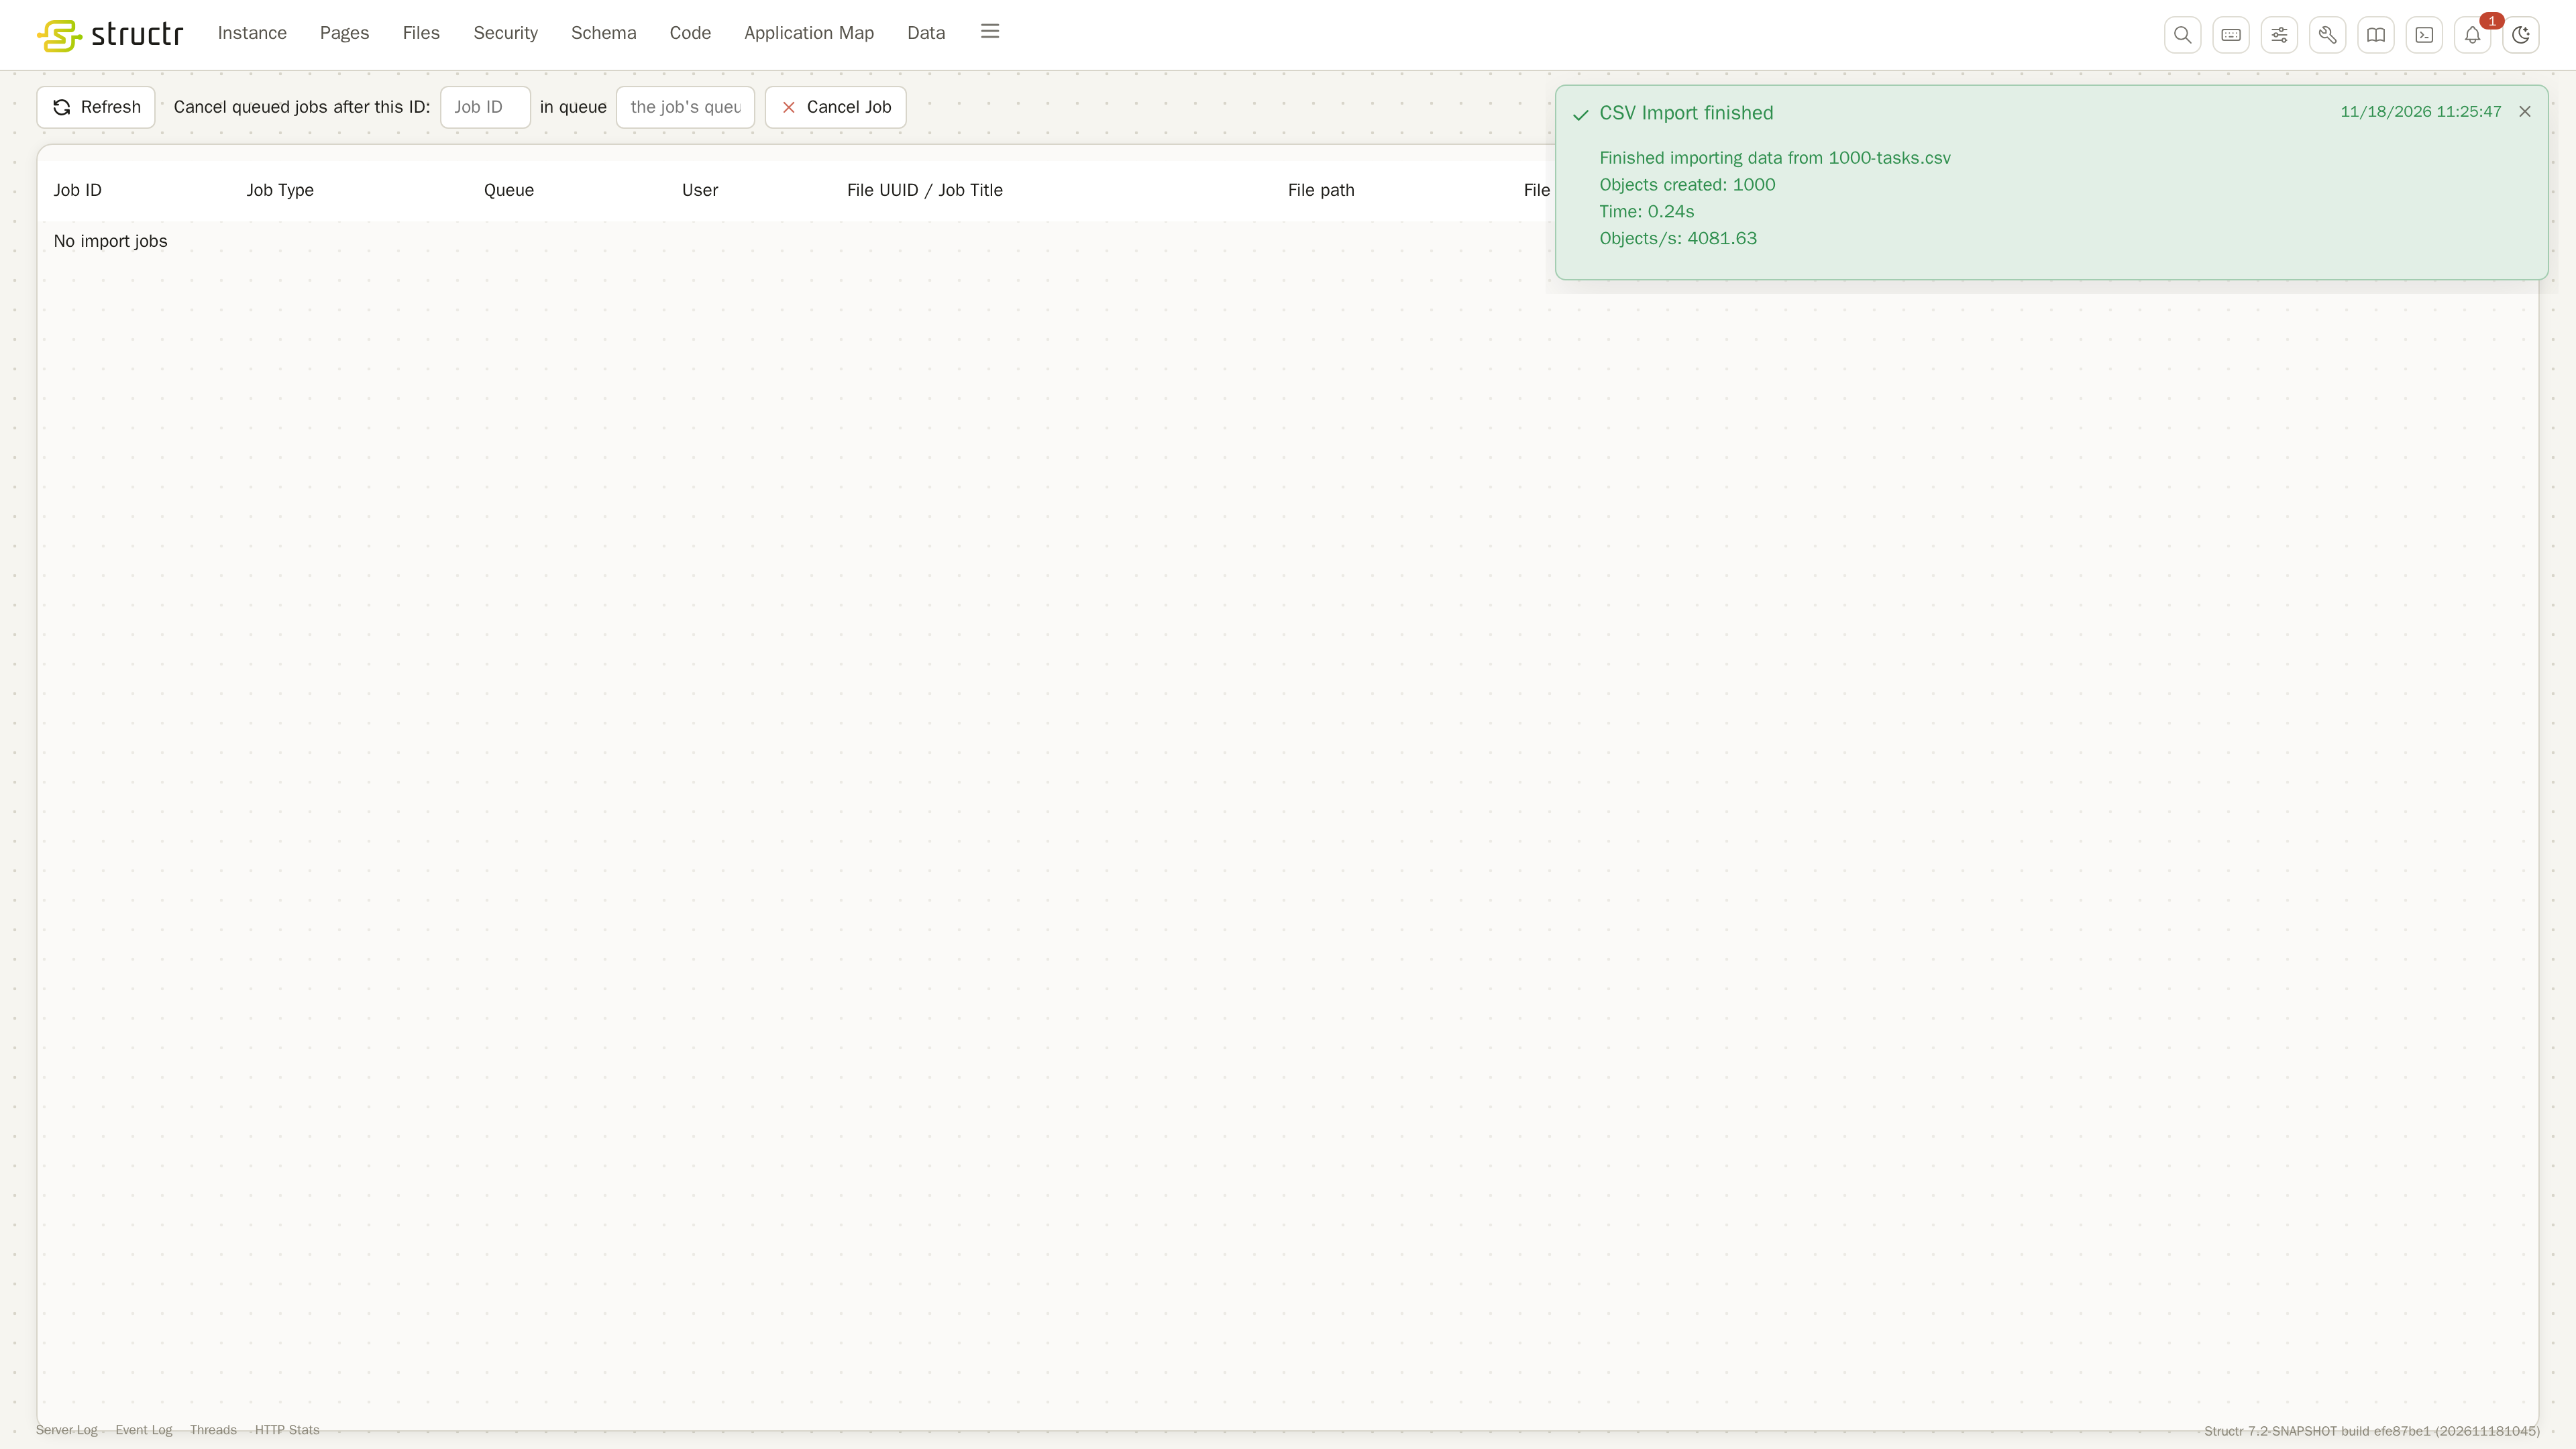 structr Instance Pages Files Security Schema Code Application Map Data 1
Refresh Cancel queued jobs after this ID: Job ID in queue the job's queu Cancel Job
CSV Import finished 11/18/2026 11:25:47
Finished importing data from 1000-tasks.csv
Objects created: 1000
Time: 0.24s
Objects/s: 4081.63
Job ID Job Type Queue User File UUID / Job Title File path File
No import jobs
Server Log Event Log Threads HTTP Stats Structr 7.2-SNAPSHOT build efe87be1 (202611181045)